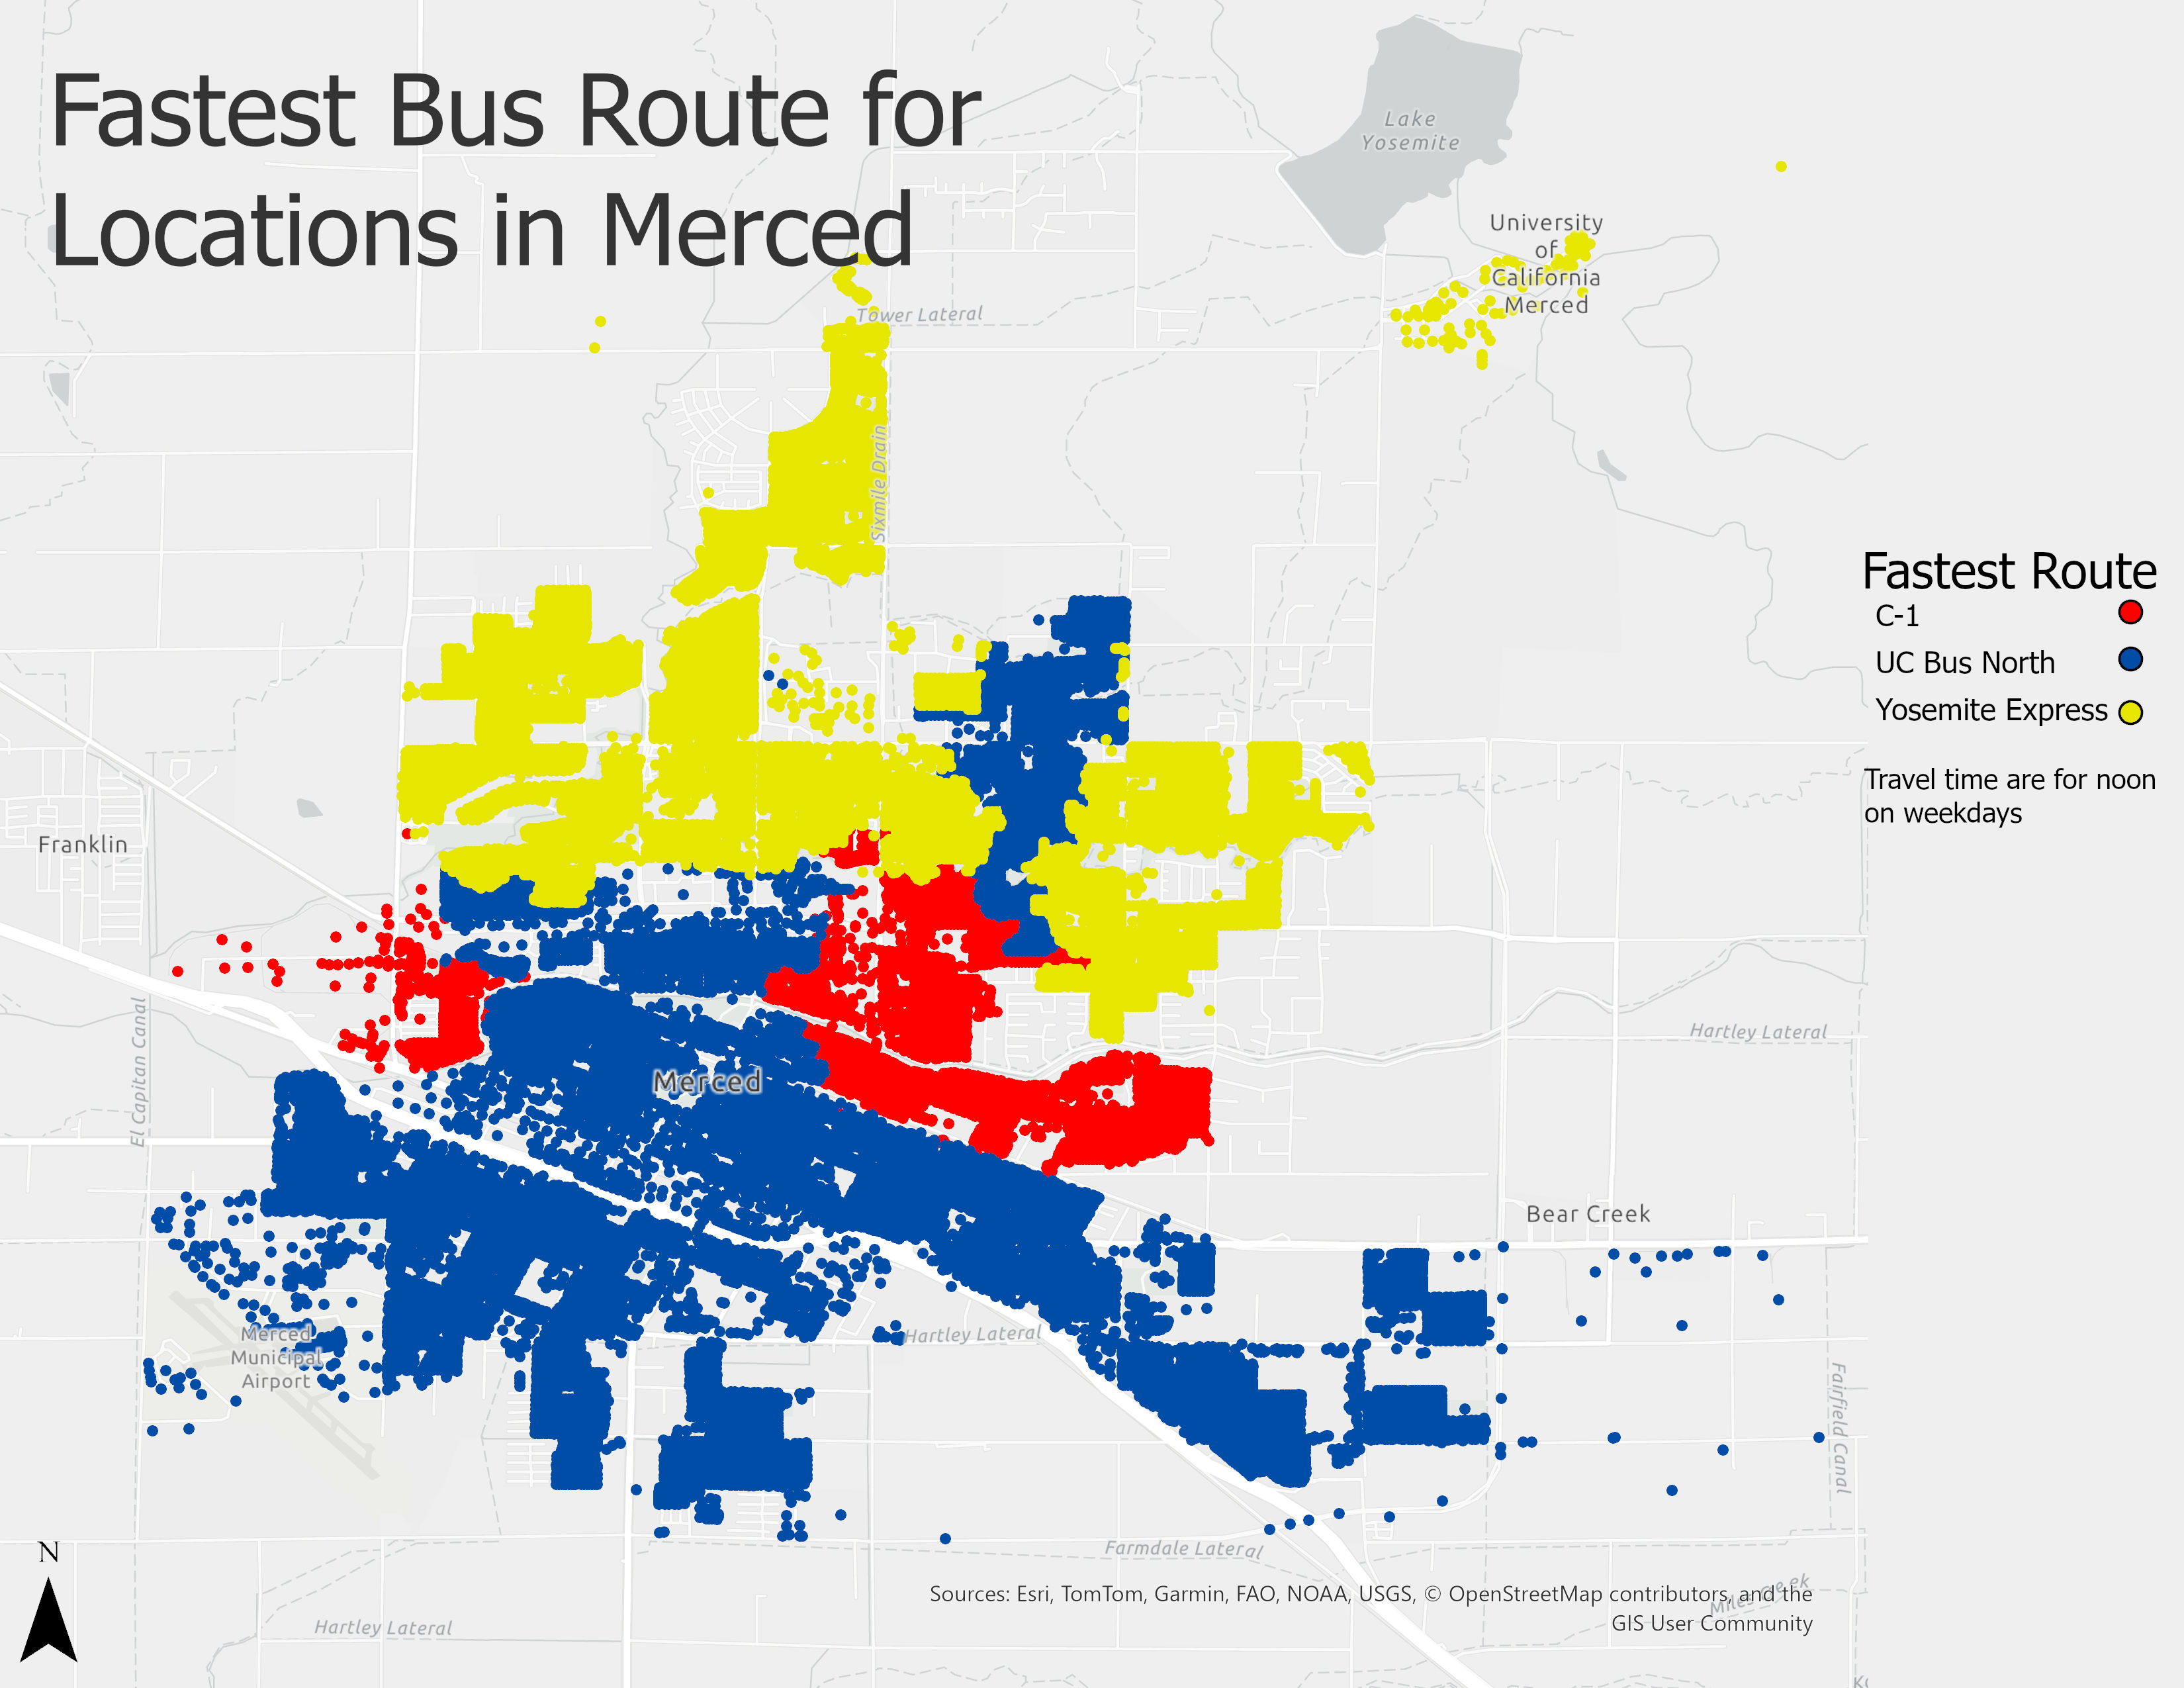 Fastest Bus Route for
Locations in Merced
Lake
Yosemite
University
of
California
Merced
Tower Lateral
Sixmile Drain
Fastest Route
C-1
UC Bus North
Yosemite Express
Travel time are for noon
on weekdays
Franklin
El Capitan Canal
Hartley Lateral
Merced
Bear Creek
Merced
Municipal
Airport
Hartley Lateral
Fairfield Canal
N
Farmdale Lateral
Miles Creek
Sources: Esri, TomTom, Garmin, FAO, NOAA, USGS, © OpenStreetMap contributors, and the
GIS User Community
Hartley Lateral